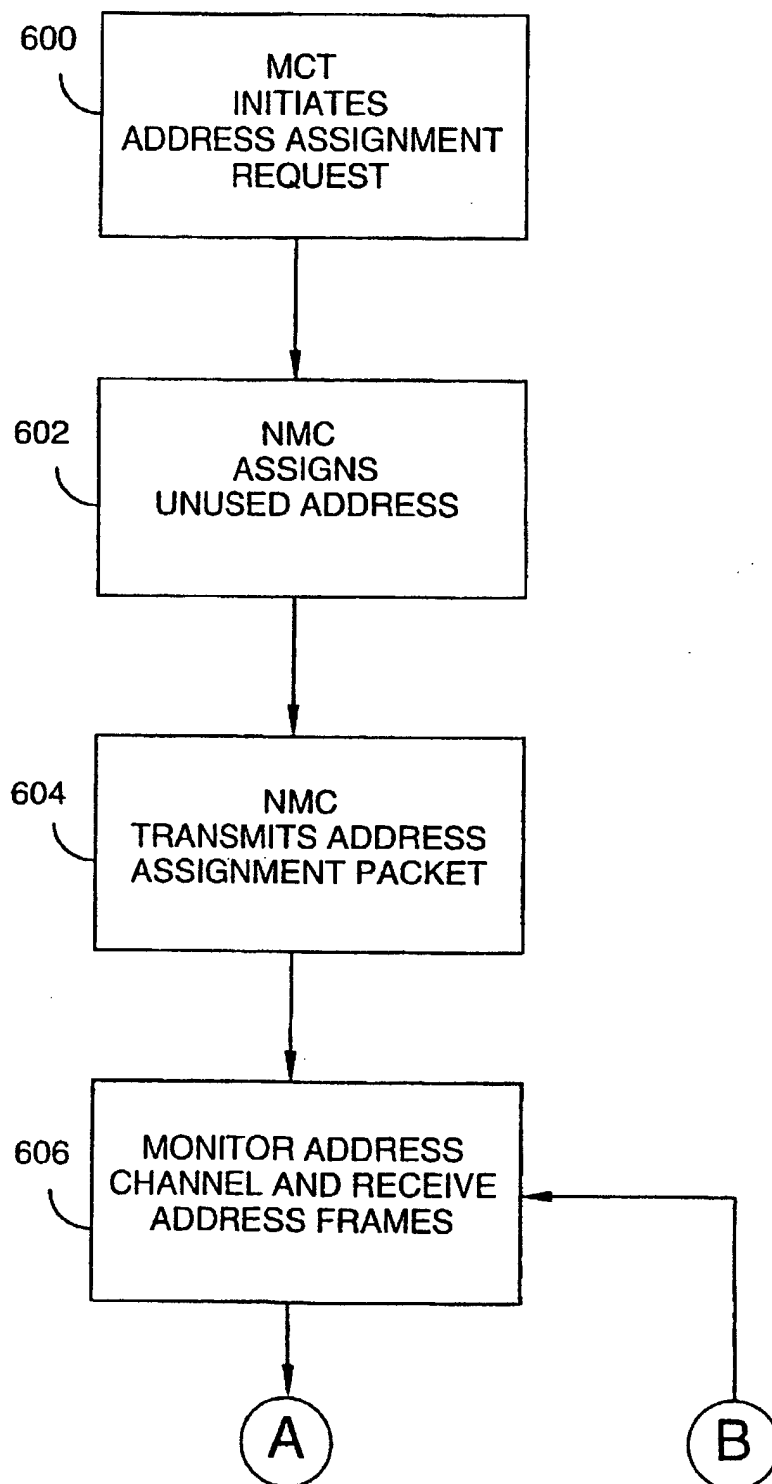 600
MCT
INITIATES
ADDRESS ASSIGNMENT
REQUEST
602
NMC
ASSIGNS
UNUSED ADDRESS
604
NMC
TRANSMITS ADDRESS
ASSIGNMENT PACKET
606
MONITOR ADDRESS
CHANNEL AND RECEIVE
ADDRESS FRAMES
A
B